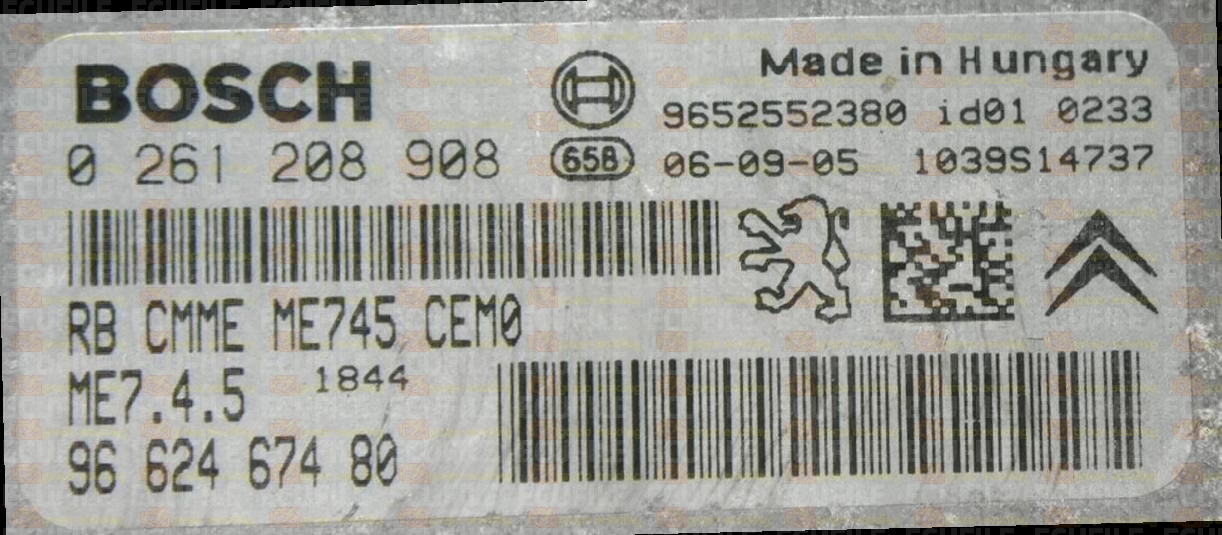 BOSCH
Made in Hungary
9652552380 id01 0233
0 261 208 908
658
06-09-05 1039S14737
RB CMME ME745 CEM0
ME7.4.5 1844
96 624 674 80